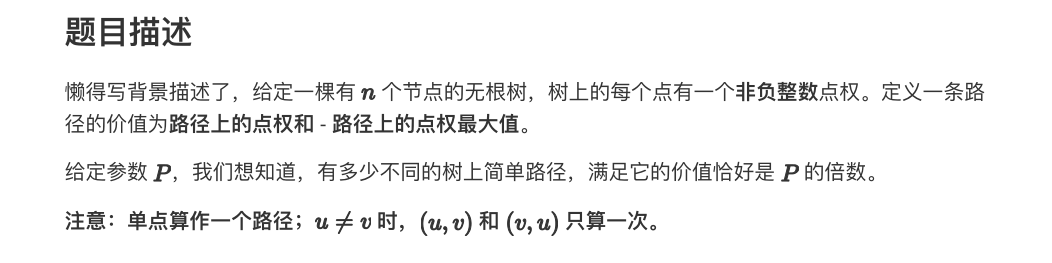 题目描述
懒得写背景描述了，给定一棵有 n 个节点的无根树，树上的每个点有一个非负整数点权。定义一条路
径的价值为路径上的点权和 - 路径上的点权最大值。
给定参数 P，我们想知道，有多少不同的树上简单路径，满足它的价值恰好是 P 的倍数。
注意：单点算作一个路径；u ≠ v 时，(u, v) 和 (v, u) 只算一次。